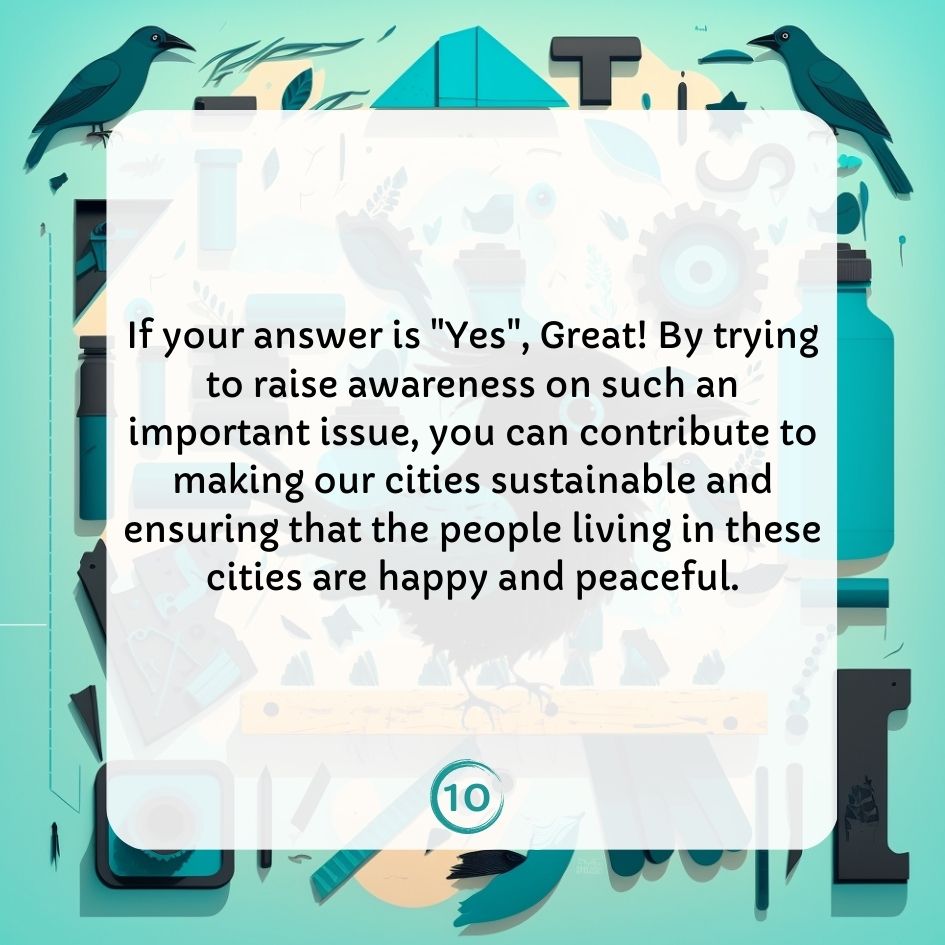 If your answer is "Yes", Great! By trying
to raise awareness on such an
important issue, you can contribute to
making our cities sustainable and
ensuring that the people living in these
cities are happy and peaceful.
10